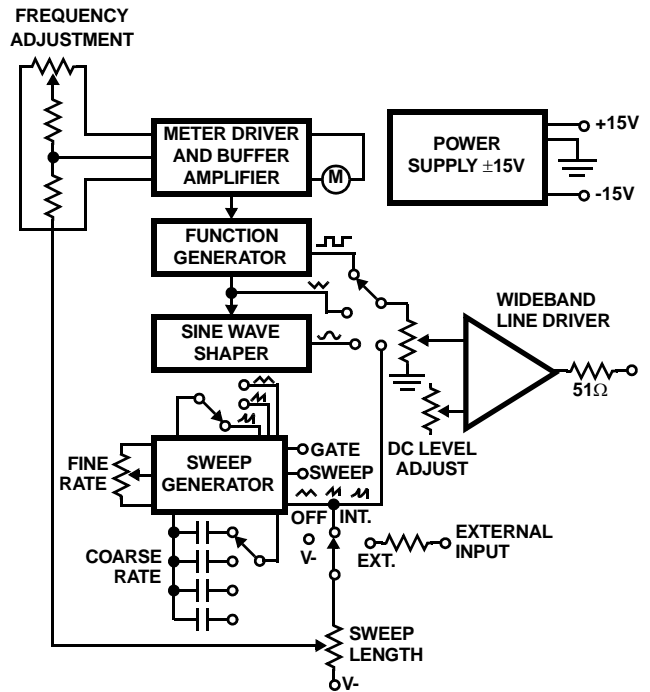 FREQUENCY
ADJUSTMENT
METER DRIVER
AND BUFFER
AMPLIFIER
M
POWER
SUPPLY ±15V
+15V
-15V
FUNCTION
GENERATOR
SINE WAVE
SHAPER
WIDEBAND
LINE DRIVER
51Ω
DC LEVEL
ADJUST
FINE
RATE
SWEEP
GENERATOR
GATE
SWEEP
OFF
INT.
V-
EXT.
EXTERNAL
INPUT
COARSE
RATE
SWEEP
LENGTH
V-